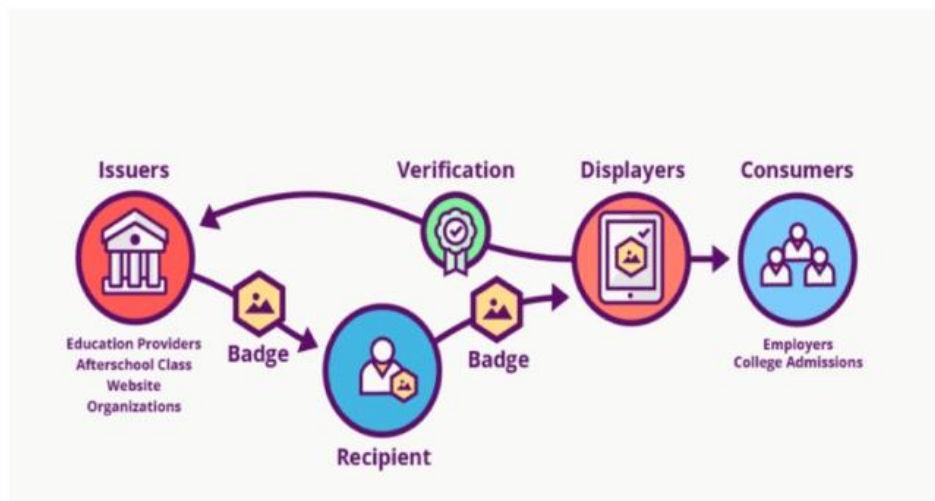 Issuers
Verification
Displayers
Consumers
Education Providers
Afterschool Class
Website
Organizations
Badge
Badge
Employers
College Admissions
Recipient